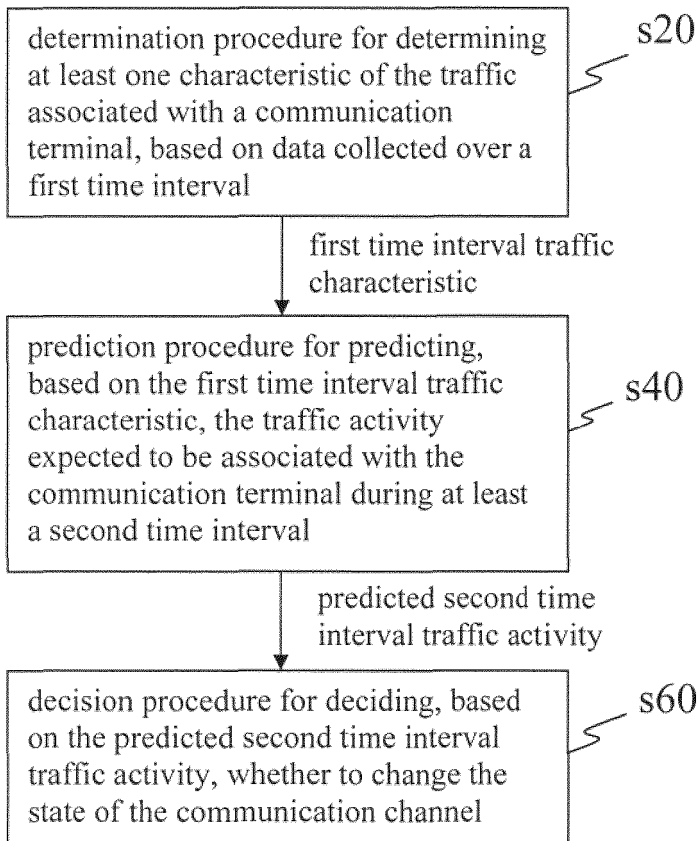 determination procedure for determining
at least one characteristic of the traffic
associated with a communication
terminal, based on data collected over a
first time interval
s20
first time interval traffic
characteristic
prediction procedure for predicting,
based on the first time interval traffic
characteristic, the traffic activity
expected to be associated with the
communication terminal during at least
a second time interval
s40
predicted second time
interval traffic activity
decision procedure for deciding, based
on the predicted second time interval
traffic activity, whether to change the
state of the communication channel
s60